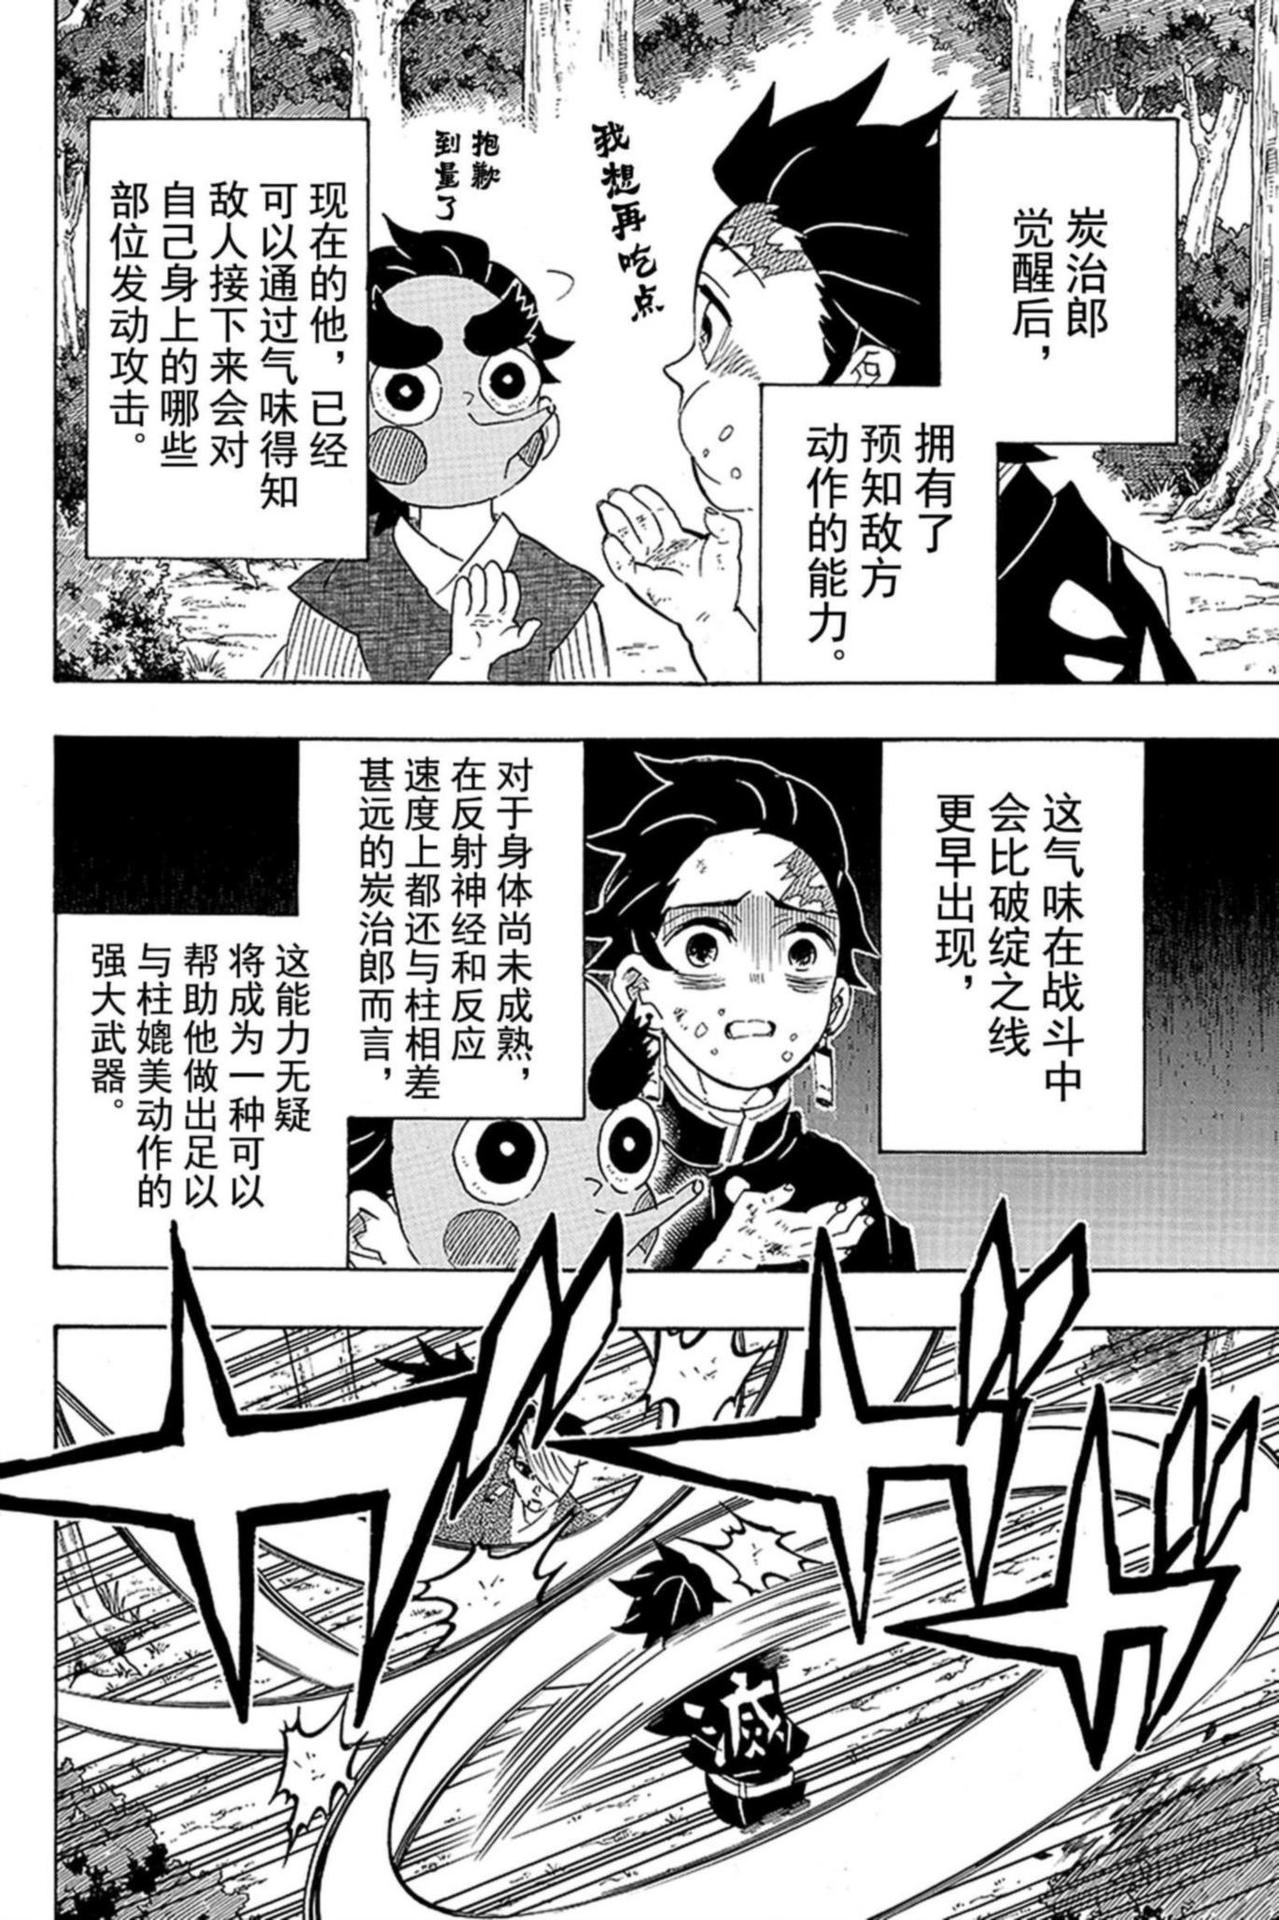 炭治郎
觉醒后，
拥有了
预知敌方
动作的能力。
我想再吃点
抱歉
到量了
现在的他，已经
可以通过气味得知
敌人接下来会对
自己身上的哪些
部位发动攻击。
这气味在战斗中
会比破绽之线
更早出现，
对于身体尚未成熟，
在反射神经和反应
速度上都还与柱相差
甚远的炭治郎而言，
这能力无疑
将成为一种可以
帮助他做出足以
与柱媲美动作的
强大武器。
ガガガ
滅